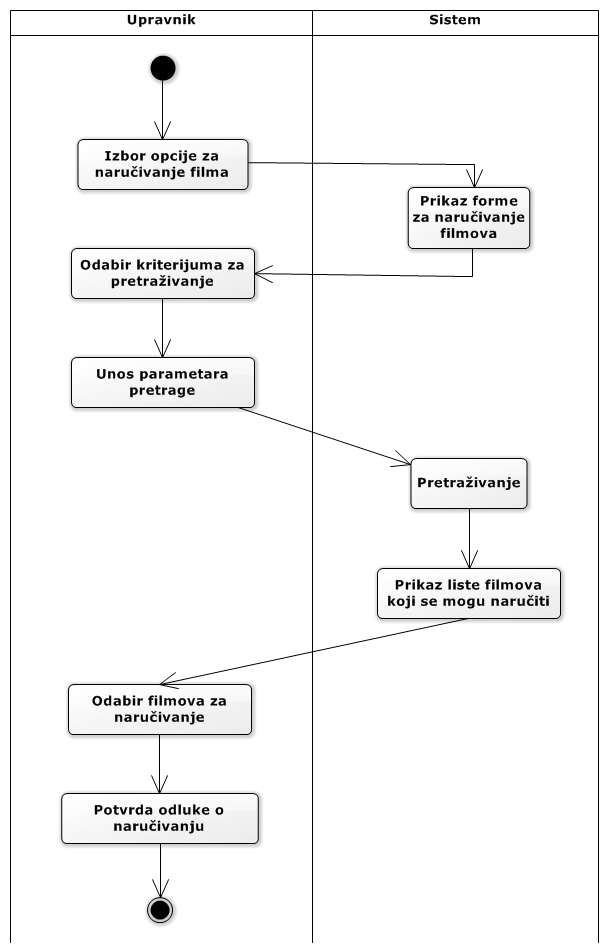 Upravnik
Sistem
Izbor opcije za
naručivanje filma
Prikaz forme
za naručivanje
filmova
Odabir kriterijuma za
pretraživanje
Unos parametara
pretrage
Pretraživanje
Prikaz liste filmova
koji se mogu naručiti
Odabir filmova za
naručivanje
Potvrda odluke o
naručivanju